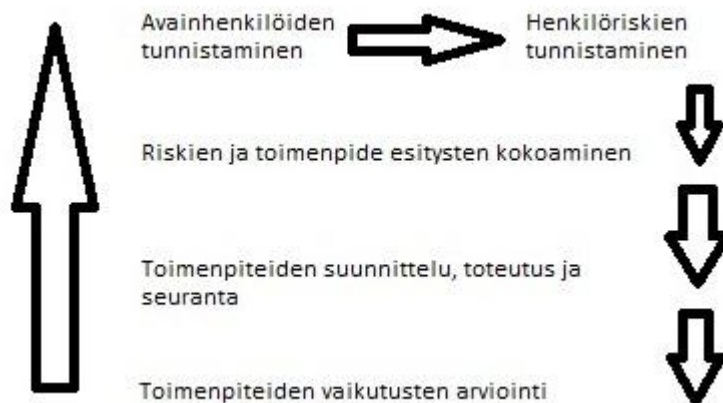 Avainhenkilöiden
tunnistaminen
Henkilöriskien
tunnistaminen
Riskien ja toimenpide esitysten kokoaminen
Toimenpiteiden suunnittelu, toteutus ja
seuranta
Toimenpiteiden vaikutusten arviointi